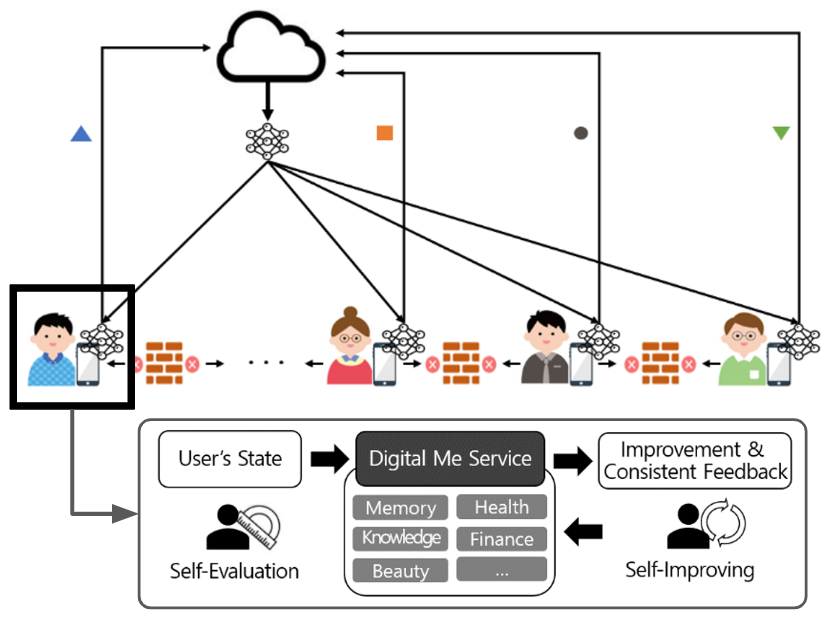 . . .
User's State
Digital Me Service
Improvement &
Consistent Feedback
Memory
Health
Knowledge
Finance
Beauty
...
Self-Evaluation
Self-Improving